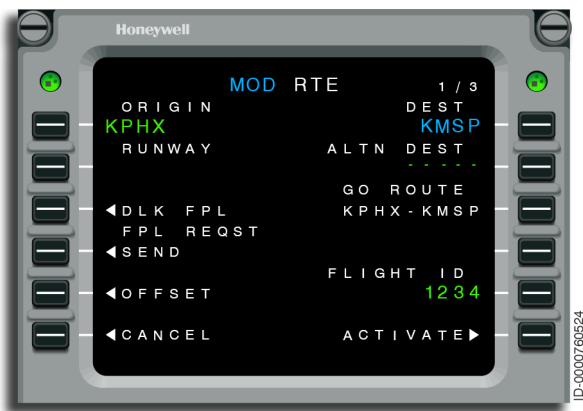 Honeywell
MOD RTE 1/3
ORIGIN DEST
KPHX KMSP
RUNWAY ALTN DEST
-----
GO ROUTE
◀DLK FPL KPHX-KMSP
FPL REQST
◀SEND
FLIGHT ID
◀OFFSET 1234
◀CANCEL ACTIVATE▶
ID-0000760524